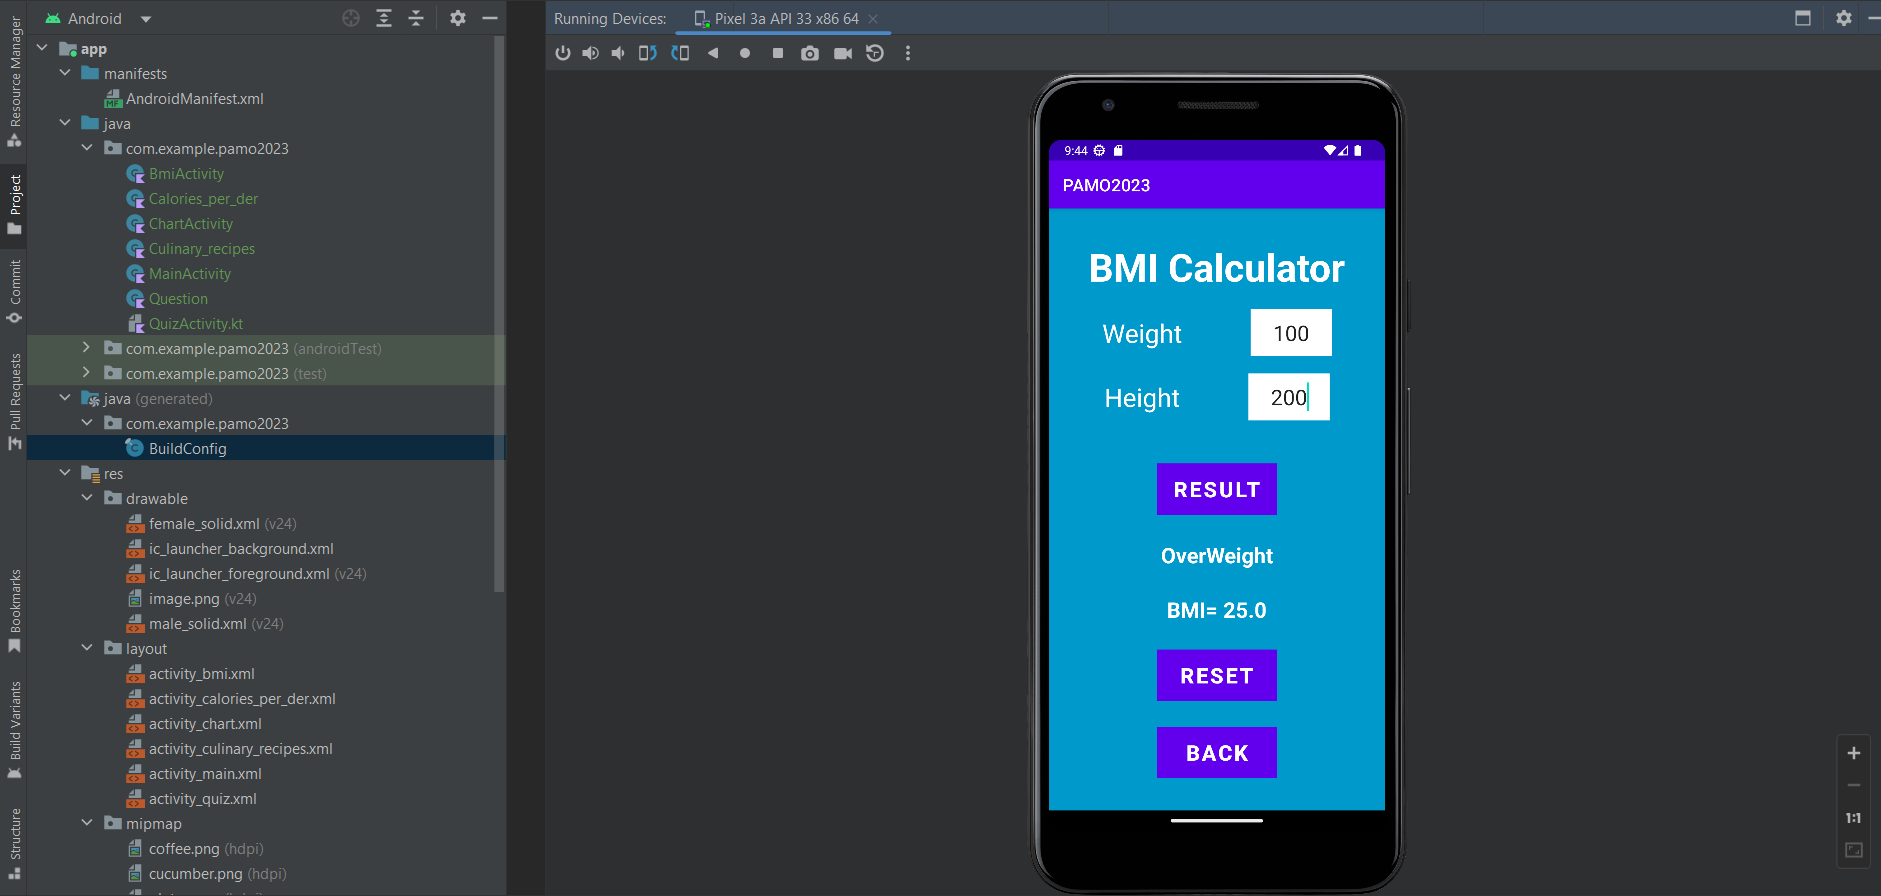 Android
Running Devices:
Pixel 3a API 33 x86 64
Resource Manager
Project
Commit
Pull Requests
Bookmarks
Build Variants
Structure
app
manifests
AndroidManifest.xml
java
com.example.pamo2023
BmiActivity
Calories_per_der
ChartActivity
Culinary_recipes
MainActivity
Question
QuizActivity.kt
com.example.pamo2023 (androidTest)
com.example.pamo2023 (test)
java (generated)
com.example.pamo2023
BuildConfig
res
drawable
female_solid.xml (v24)
ic_launcher_background.xml
ic_launcher_foreground.xml (v24)
image.png (v24)
male_solid.xml (v24)
layout
activity_bmi.xml
activity_calories_per_der.xml
activity_chart.xml
activity_culinary_recipes.xml
activity_main.xml
activity_quiz.xml
mipmap
coffee.png (hdpi)
cucumber.png (hdpi)
9:44
PAMO2023
BMI Calculator
Weight 100
Height 200
RESULT
OverWeight
BMI= 25.0
RESET
BACK
1:1